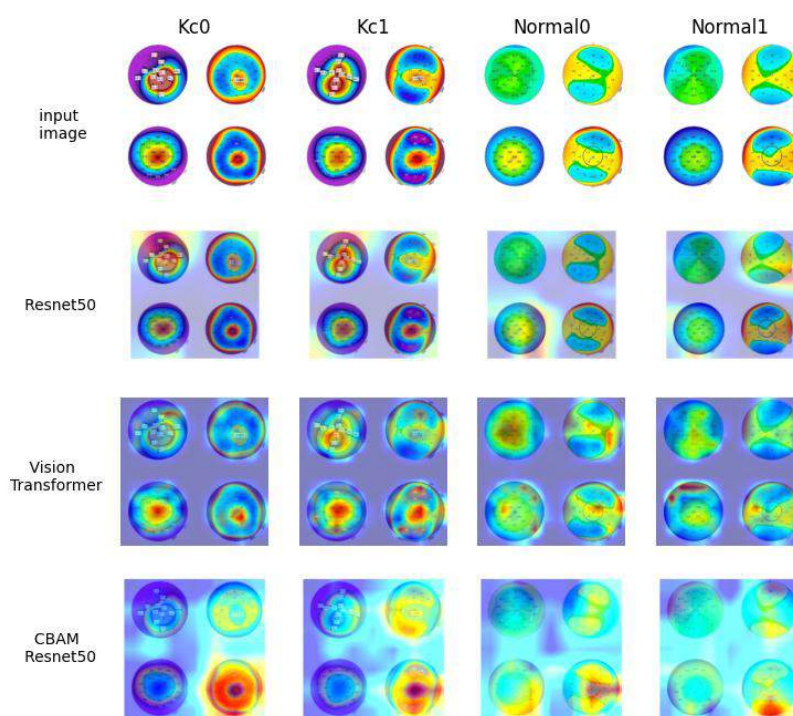 Kc0 Kc1 Normal0 Normal1
input
image
Resnet50
Vision
Transformer
CBAM
Resnet50